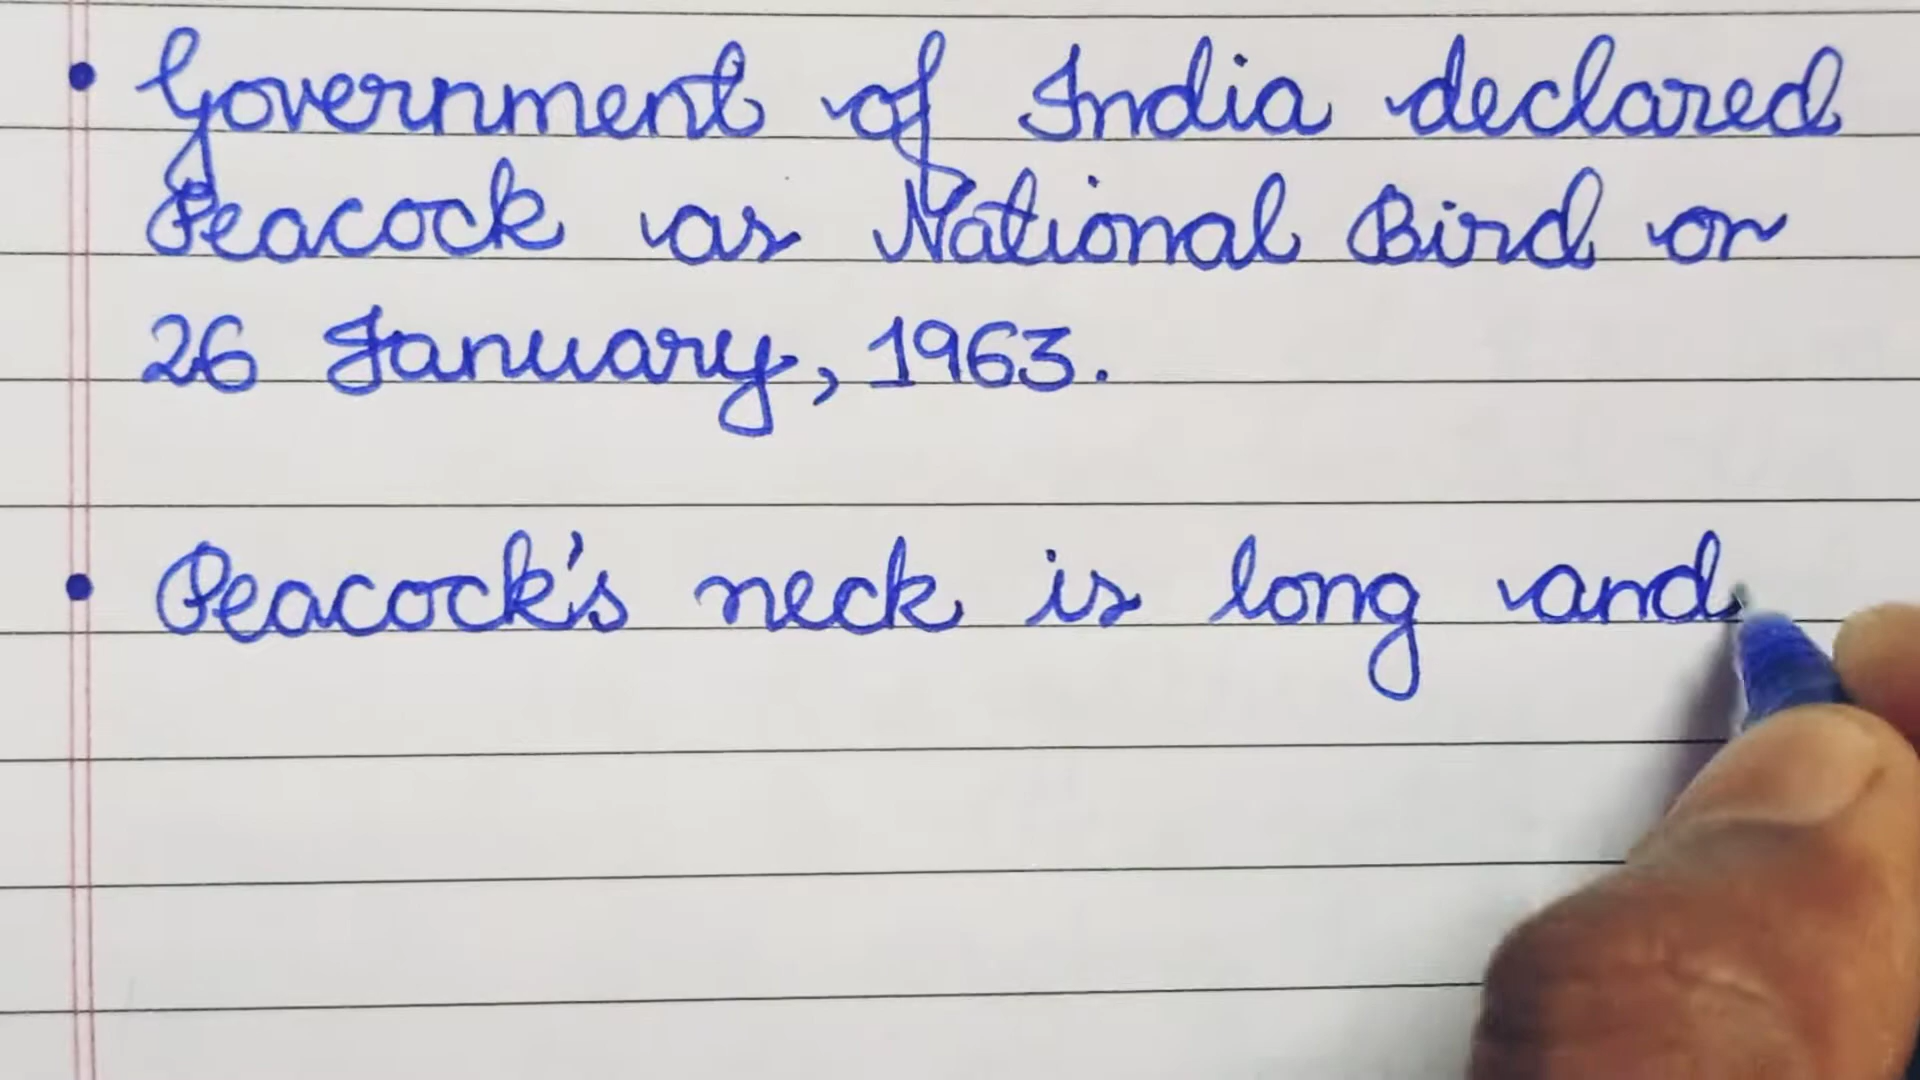 • Government of India declared
Peacock as National Bird on
26 January, 1963.
• Peacock's neck is long and